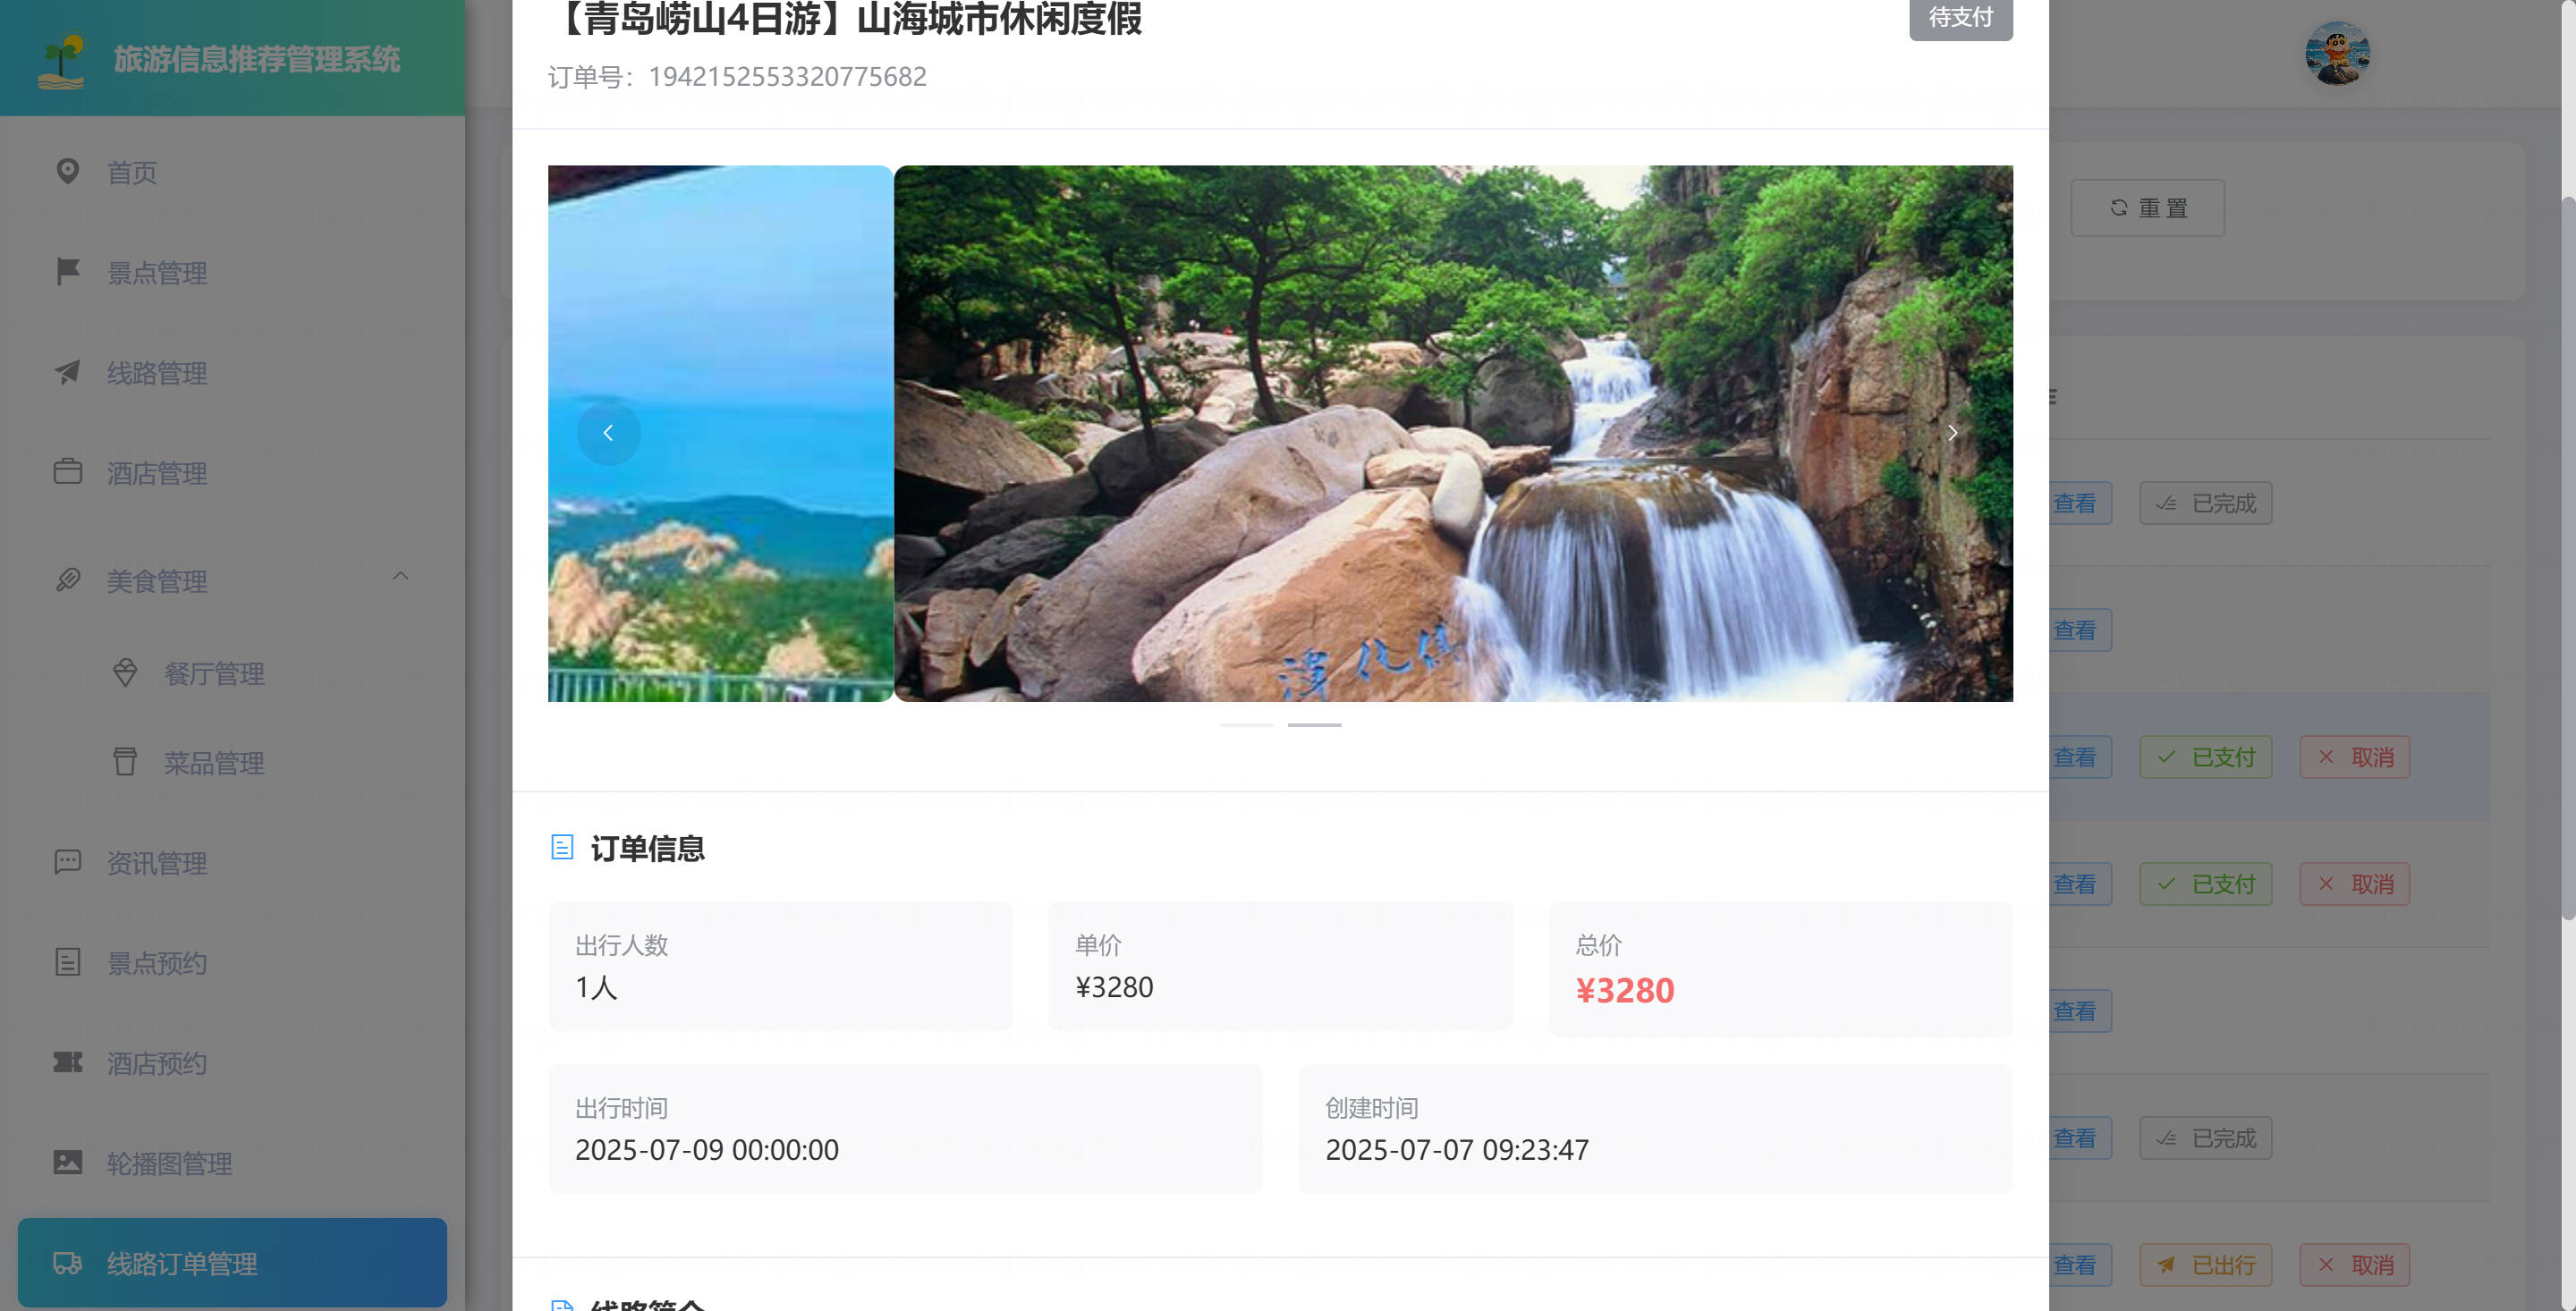 旅游信息推荐管理系统
首页
景点管理
线路管理
酒店管理
美食管理
餐厅管理
菜品管理
资讯管理
景点预约
酒店预约
轮播图管理
线路订单管理
【青岛崂山4日游】山海城市休闲度假
待支付
订单号：1942152553320775682
订单信息
出行人数
1人
单价
¥3280
总价
¥3280
出行时间
2025-07-09 00:00:00
创建时间
2025-07-07 09:23:47
线路简介
重置
查看 已完成
查看
查看 已支付 取消
查看 已支付 取消
查看
查看 已完成
查看 已出行 取消